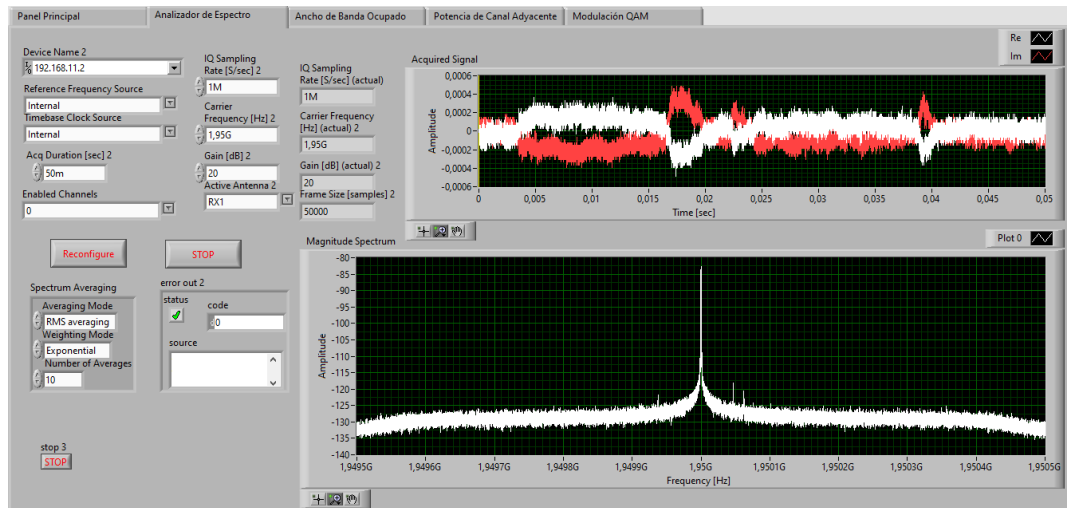 Panel Principal
Analizador de Espectro
Ancho de Banda Ocupado
Potencia de Canal Adyacente
Modulación QAM
Device Name 2
192.168.11.2
Reference Frequency Source
Internal
Timebase Clock Source
Internal
Acq Duration [sec] 2
50m
Enabled Channels
0
IQ Sampling
Rate [S/sec] 2
1M
Carrier
Frequency [Hz] 2
1,95G
Gain [dB] 2
20
Active Antenna 2
RX1
IQ Sampling
Rate [S/sec] (actual)
1M
Carrier Frequency
[Hz] (actual) 2
1,95G
Gain [dB] (actual) 2
20
Frame Size [samples] 2
50000
Reconfigure
STOP
Spectrum Averaging
Averaging Mode
RMS averaging
Weighting Mode
Exponential
Number of Averages
10
error out 2
status
code
0
source
stop 3
STOP
Acquired Signal
Re
Im
Amplitude
0,0006
0,0004
0,0002
0
-0,0002
-0,0004
-0,0006
0 0,005 0,01 0,015 0,02 0,025 0,03 0,035 0,04 0,045 0,05
Time [sec]
Magnitude Spectrum
Plot 0
Amplitude
-80
-85
-90
-95
-100
-105
-110
-115
-120
-125
-130
-135
-140
1,9495G 1,9496G 1,9497G 1,9498G 1,9499G 1,95G 1,9501G 1,9502G 1,9503G 1,9504G 1,9505G
Frequency [Hz]